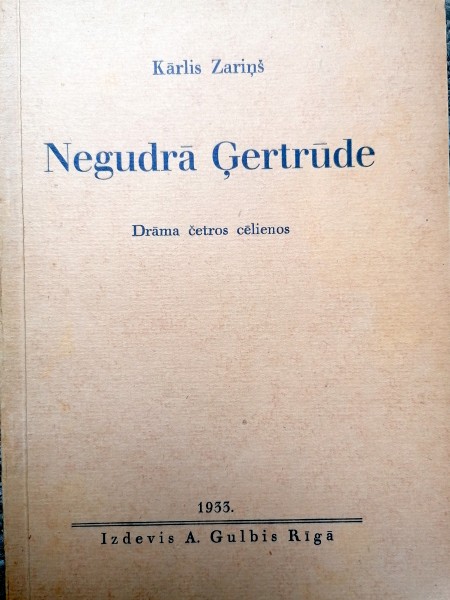 Kārlis Zariņš
Negudrā Ģertrūde
Drāma četros cēlienos
1933.
Izdevis A. Gulbis Rīgā